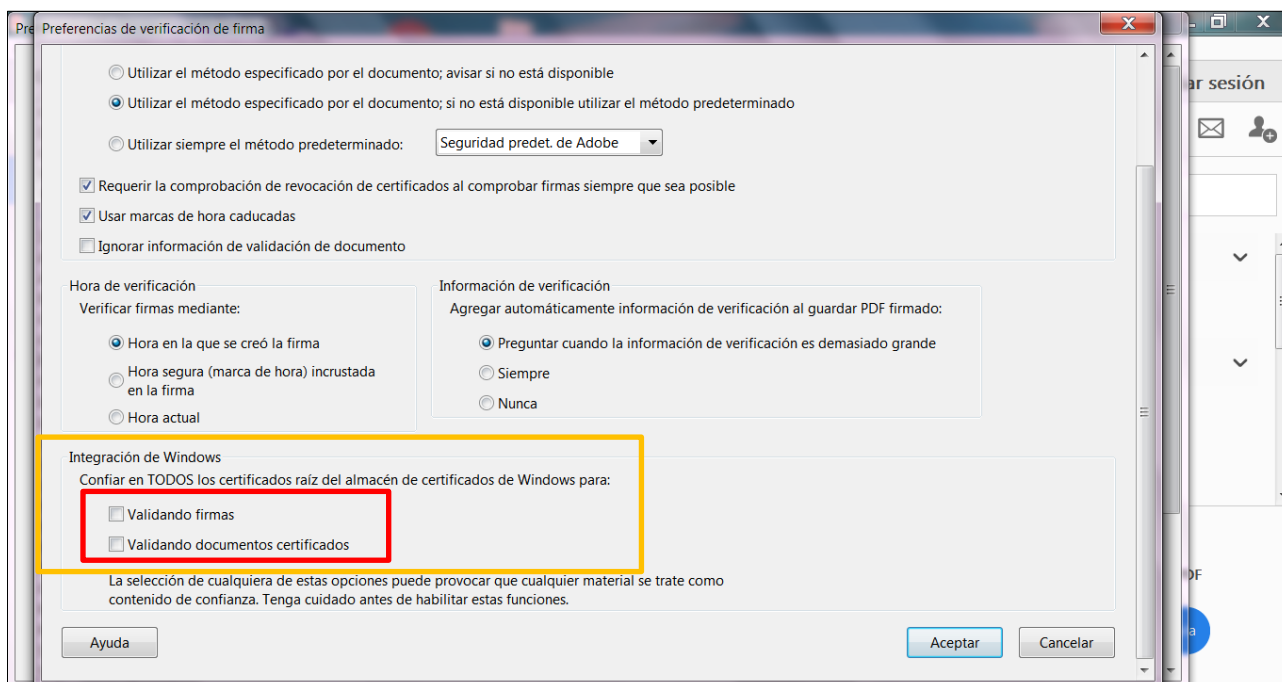 Pre
Preferencias de verificación de firma
Utilizar el método especificado por el documento; avisar si no está disponible
Utilizar el método especificado por el documento; si no está disponible utilizar el método predeterminado
Utilizar siempre el método predeterminado:
Seguridad predet. de Adobe
Requerir la comprobación de revocación de certificados al comprobar firmas siempre que sea posible
Usar marcas de hora caducadas
Ignorar información de validación de documento
Hora de verificación
Verificar firmas mediante:
Hora en la que se creó la firma
Hora segura (marca de hora) incrustada
en la firma
Hora actual
Información de verificación
Agregar automáticamente información de verificación al guardar PDF firmado:
Preguntar cuando la información de verificación es demasiado grande
Siempre
Nunca
Integración de Windows
Confiar en TODOS los certificados raíz del almacén de certificados de Windows para:
Validando firmas
Validando documentos certificados
La selección de cualquiera de estas opciones puede provocar que cualquier material se trate como
contenido de confianza. Tenga cuidado antes de habilitar estas funciones.
Ayuda
Aceptar
Cancelar
ar sesión
DF
a